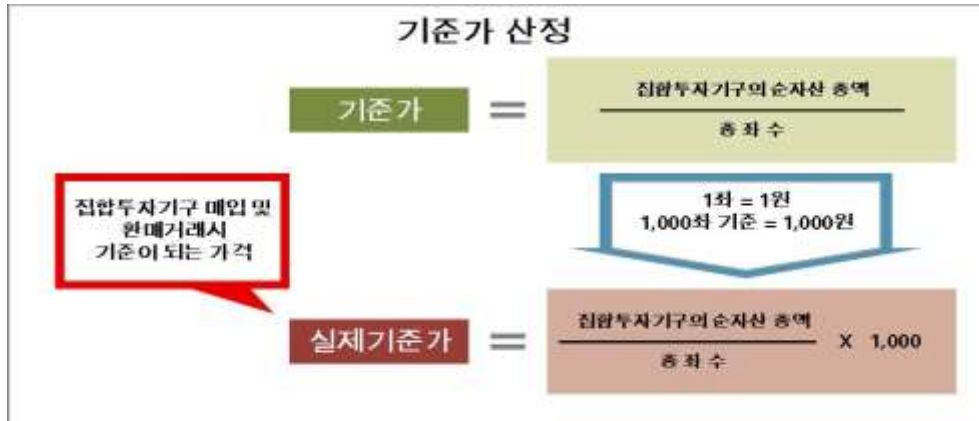 기준가 산정
기준가
=
집합투자기구의 순자산 총액
총 좌 수
집합투자기구 매입 및
환매거래시
기준이 되는 가격
1좌 = 1원
1,000좌 기준 = 1,000원
실제기준가
=
집합투자기구의 순자산 총액
총 좌 수
X 1,000